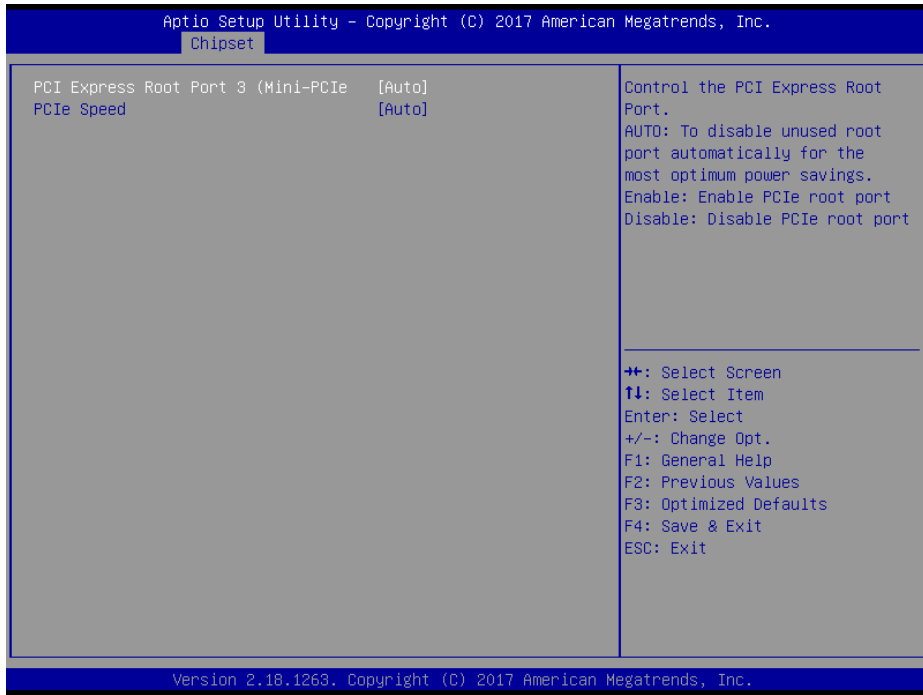 Aptio Setup Utility – Copyright (C) 2017 American Megatrends, Inc.
Chipset
PCI Express Root Port 3 (Mini-PCIe [Auto]
PCIe Speed [Auto]
Control the PCI Express Root
Port.
AUTO: To disable unused root
port automatically for the
most optimum power savings.
Enable: Enable PCIe root port
Disable: Disable PCIe root port
→←: Select Screen
↑↓: Select Item
Enter: Select
+/-: Change Opt.
F1: General Help
F2: Previous Values
F3: Optimized Defaults
F4: Save & Exit
ESC: Exit
Version 2.18.1263. Copyright (C) 2017 American Megatrends, Inc.